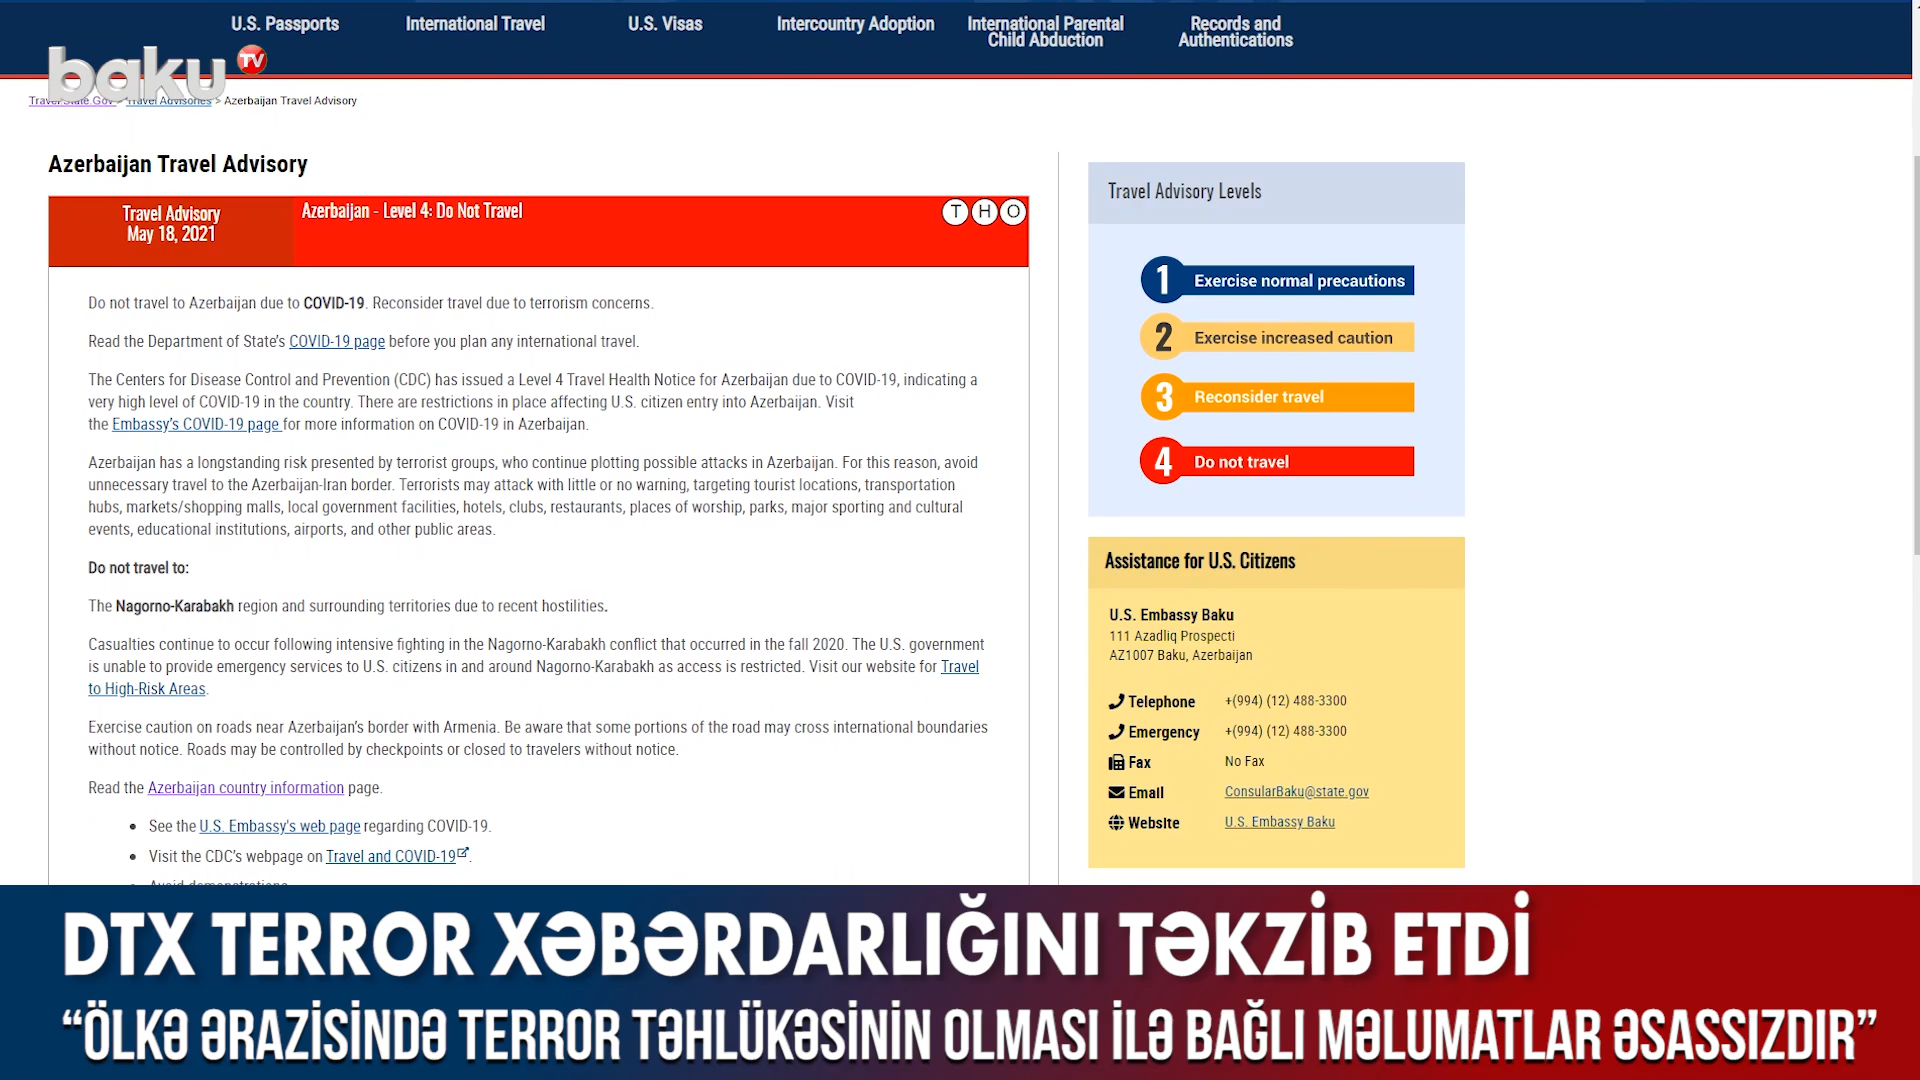 U.S. Passports
International Travel
U.S. Visas
Intercountry Adoption
International Parental
Child Abduction
Records and
Authentications
baku TV
Travel.State.Gov > Travel Advisories > Azerbaijan Travel Advisory
Azerbaijan Travel Advisory
Travel Advisory
May 18, 2021
Azerbaijan - Level 4: Do Not Travel
T H O
Do not travel to Azerbaijan due to COVID-19. Reconsider travel due to terrorism concerns.
Read the Department of State’s COVID-19 page before you plan any international travel.
The Centers for Disease Control and Prevention (CDC) has issued a Level 4 Travel Health Notice for Azerbaijan due to COVID-19, indicating a
very high level of COVID-19 in the country. There are restrictions in place affecting U.S. citizen entry into Azerbaijan. Visit
the Embassy’s COVID-19 page for more information on COVID-19 in Azerbaijan.
Azerbaijan has a longstanding risk presented by terrorist groups, who continue plotting possible attacks in Azerbaijan. For this reason, avoid
unnecessary travel to the Azerbaijan-Iran border. Terrorists may attack with little or no warning, targeting tourist locations, transportation
hubs, markets/shopping malls, local government facilities, hotels, clubs, restaurants, places of worship, parks, major sporting and cultural
events, educational institutions, airports, and other public areas.
Do not travel to:
The Nagorno-Karabakh region and surrounding territories due to recent hostilities.
Casualties continue to occur following intensive fighting in the Nagorno-Karabakh conflict that occurred in the fall 2020. The U.S. government
is unable to provide emergency services to U.S. citizens in and around Nagorno-Karabakh as access is restricted. Visit our website for Travel
to High-Risk Areas.
Exercise caution on roads near Azerbaijan’s border with Armenia. Be aware that some portions of the road may cross international boundaries
without notice. Roads may be controlled by checkpoints or closed to travelers without notice.
Read the Azerbaijan country information page.
• See the U.S. Embassy's web page regarding COVID-19.
• Visit the CDC’s webpage on Travel and COVID-19.
• Avoid demonstrations.
Travel Advisory Levels
1 Exercise normal precautions
2 Exercise increased caution
3 Reconsider travel
4 Do not travel
Assistance for U.S. Citizens
U.S. Embassy Baku
111 Azadliq Prospecti
AZ1007 Baku, Azerbaijan
Telephone +(994) (12) 488-3300
Emergency +(994) (12) 488-3300
Fax No Fax
Email ConsularBaku@state.gov
Website U.S. Embassy Baku
DTX TERROR XƏBƏRDARLIĞINI TƏKZİB ETDİ
“ÖLKƏ ƏRAZİSİNDƏ TERROR TƏHLÜKƏSİNİN OLMASI İLƏ BAĞLI MƏLUMATLAR ƏSASSIZDIR”